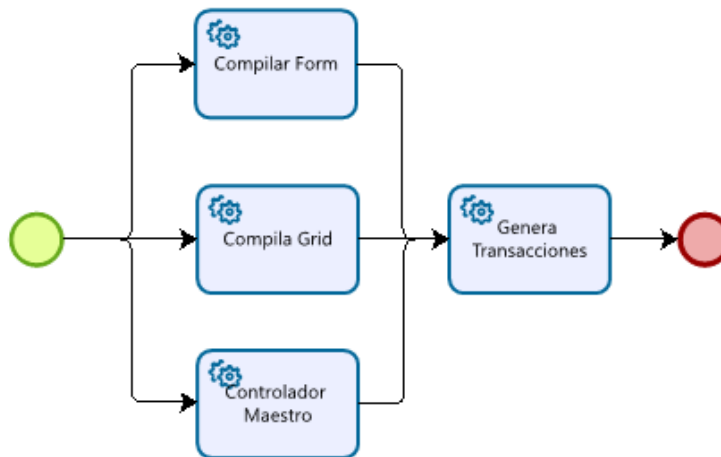 Compilar Form
Compila Grid
Controlador
Maestro
Genera
Transacciones